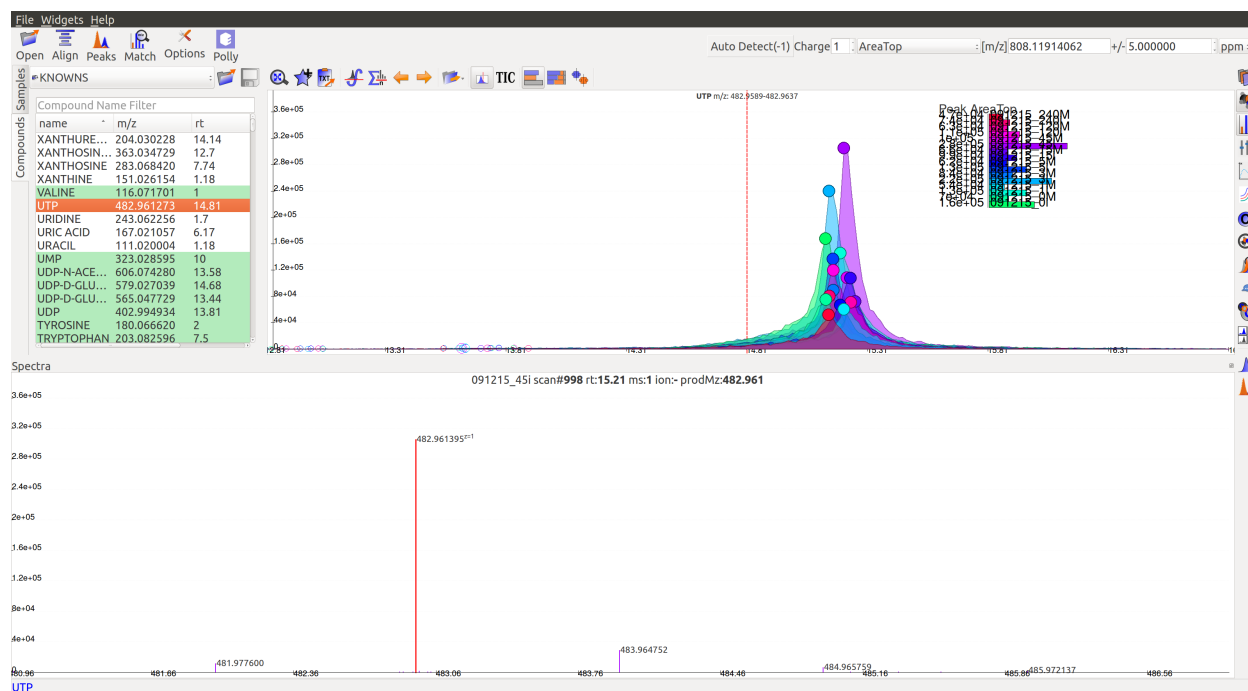 File Widgets Help
Open Align Peaks Match Options Polly
Auto Detect(-1) Charge 1 AreaTop [m/z] 808.11914062 +/- 5.000000 ppm
Samples
Compounds
KNOWNS
TXT
TIC
Compound Name Filter
name m/z rt
XANTHURE... 204.030228 14.14
XANTHOSIN... 363.034729 12.7
XANTHOSINE 283.068420 7.74
XANTHINE 151.026154 1.18
VALINE 116.071701 1
UTP 482.961273 14.81
URIDINE 243.062256 1.7
URIC ACID 167.021057 6.17
URACIL 111.020004 1.18
UMP 323.028595 10
UDP-N-ACE... 606.074280 13.58
UDP-D-GLU... 579.027039 14.68
UDP-D-GLU... 565.047729 13.44
UDP 402.994934 13.81
TYROSINE 180.066620 2
TRYPTOPHAN 203.082596 7.5
UTP m/z: 482.9589-482.9637
Peak AreaTop
3.6e+05
3.2e+05
2.8e+05
2.4e+05
2e+05
1.6e+05
1.2e+05
8e+04
4e+04
13.31 13.81 14.31 14.81 15.31 15.81 16.31
1.6e+05
Spectra
091215_45i scan#998 rt:15.21 ms:1 ion:- prodMz:482.961
3.6e+05
3.2e+05
2.8e+05
2.4e+05
2e+05
1.6e+05
1.2e+05
8e+04
4e+04
0
482.961395z=1
481.977600
483.964752
484.965759
485.972137
480.96 481.66 482.36 483.06 483.76 484.46 485.16 485.86 486.56
UTP